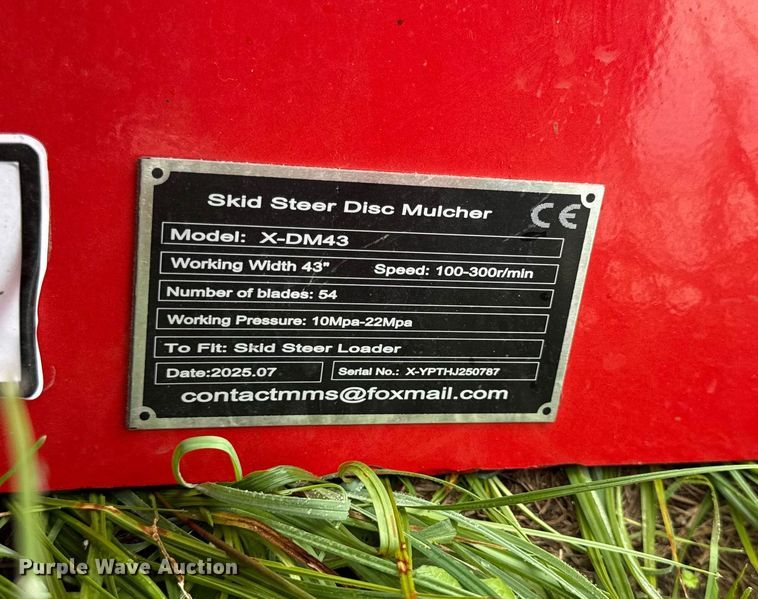 Skid Steer Disc Mulcher CE
Model: X-DM43
Working Width 43" Speed: 100-300r/min
Number of blades: 54
Working Pressure: 10Mpa-22Mpa
To Fit: Skid Steer Loader
Date:2025.07 Serial No.: X-YPTHJ250787
contactmms@foxmail.com
Purple Wave Auction